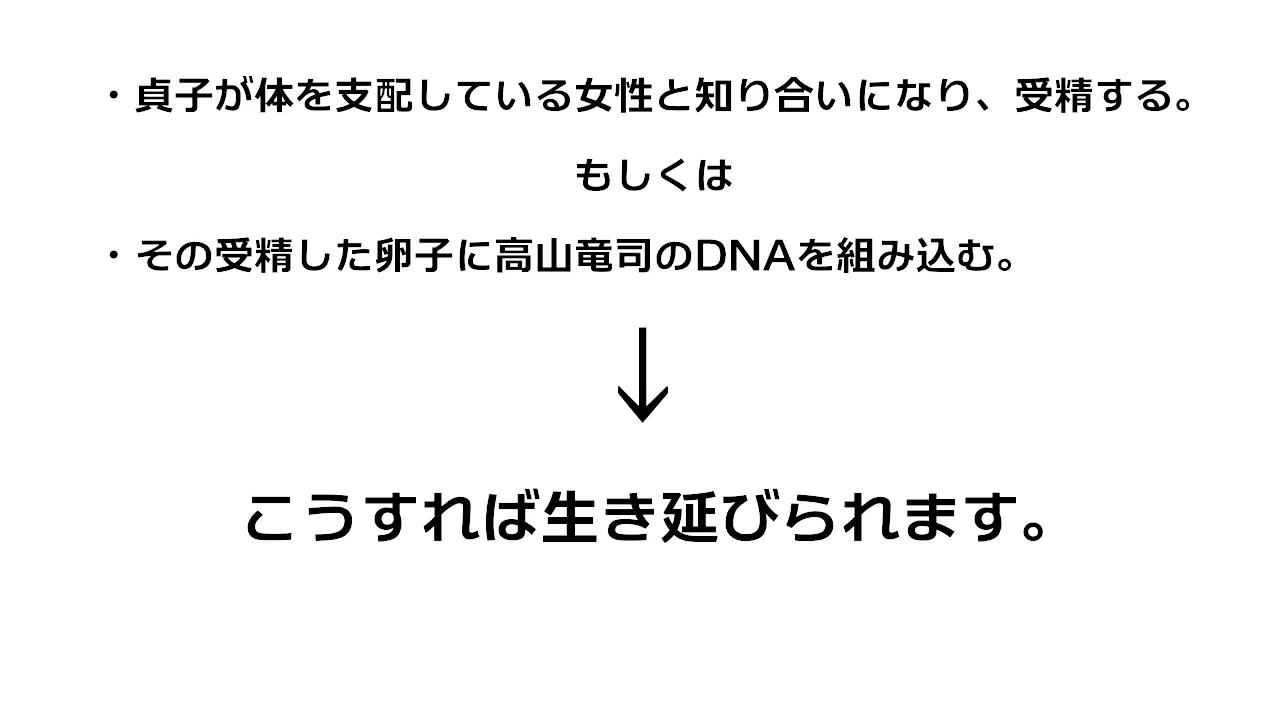 ・貞子が体を支配している女性と知り合いになり、受精する。
もしくは
・その受精した卵子に高山竜司のDNAを組み込む。
↓
こうすれば生き延びられます。